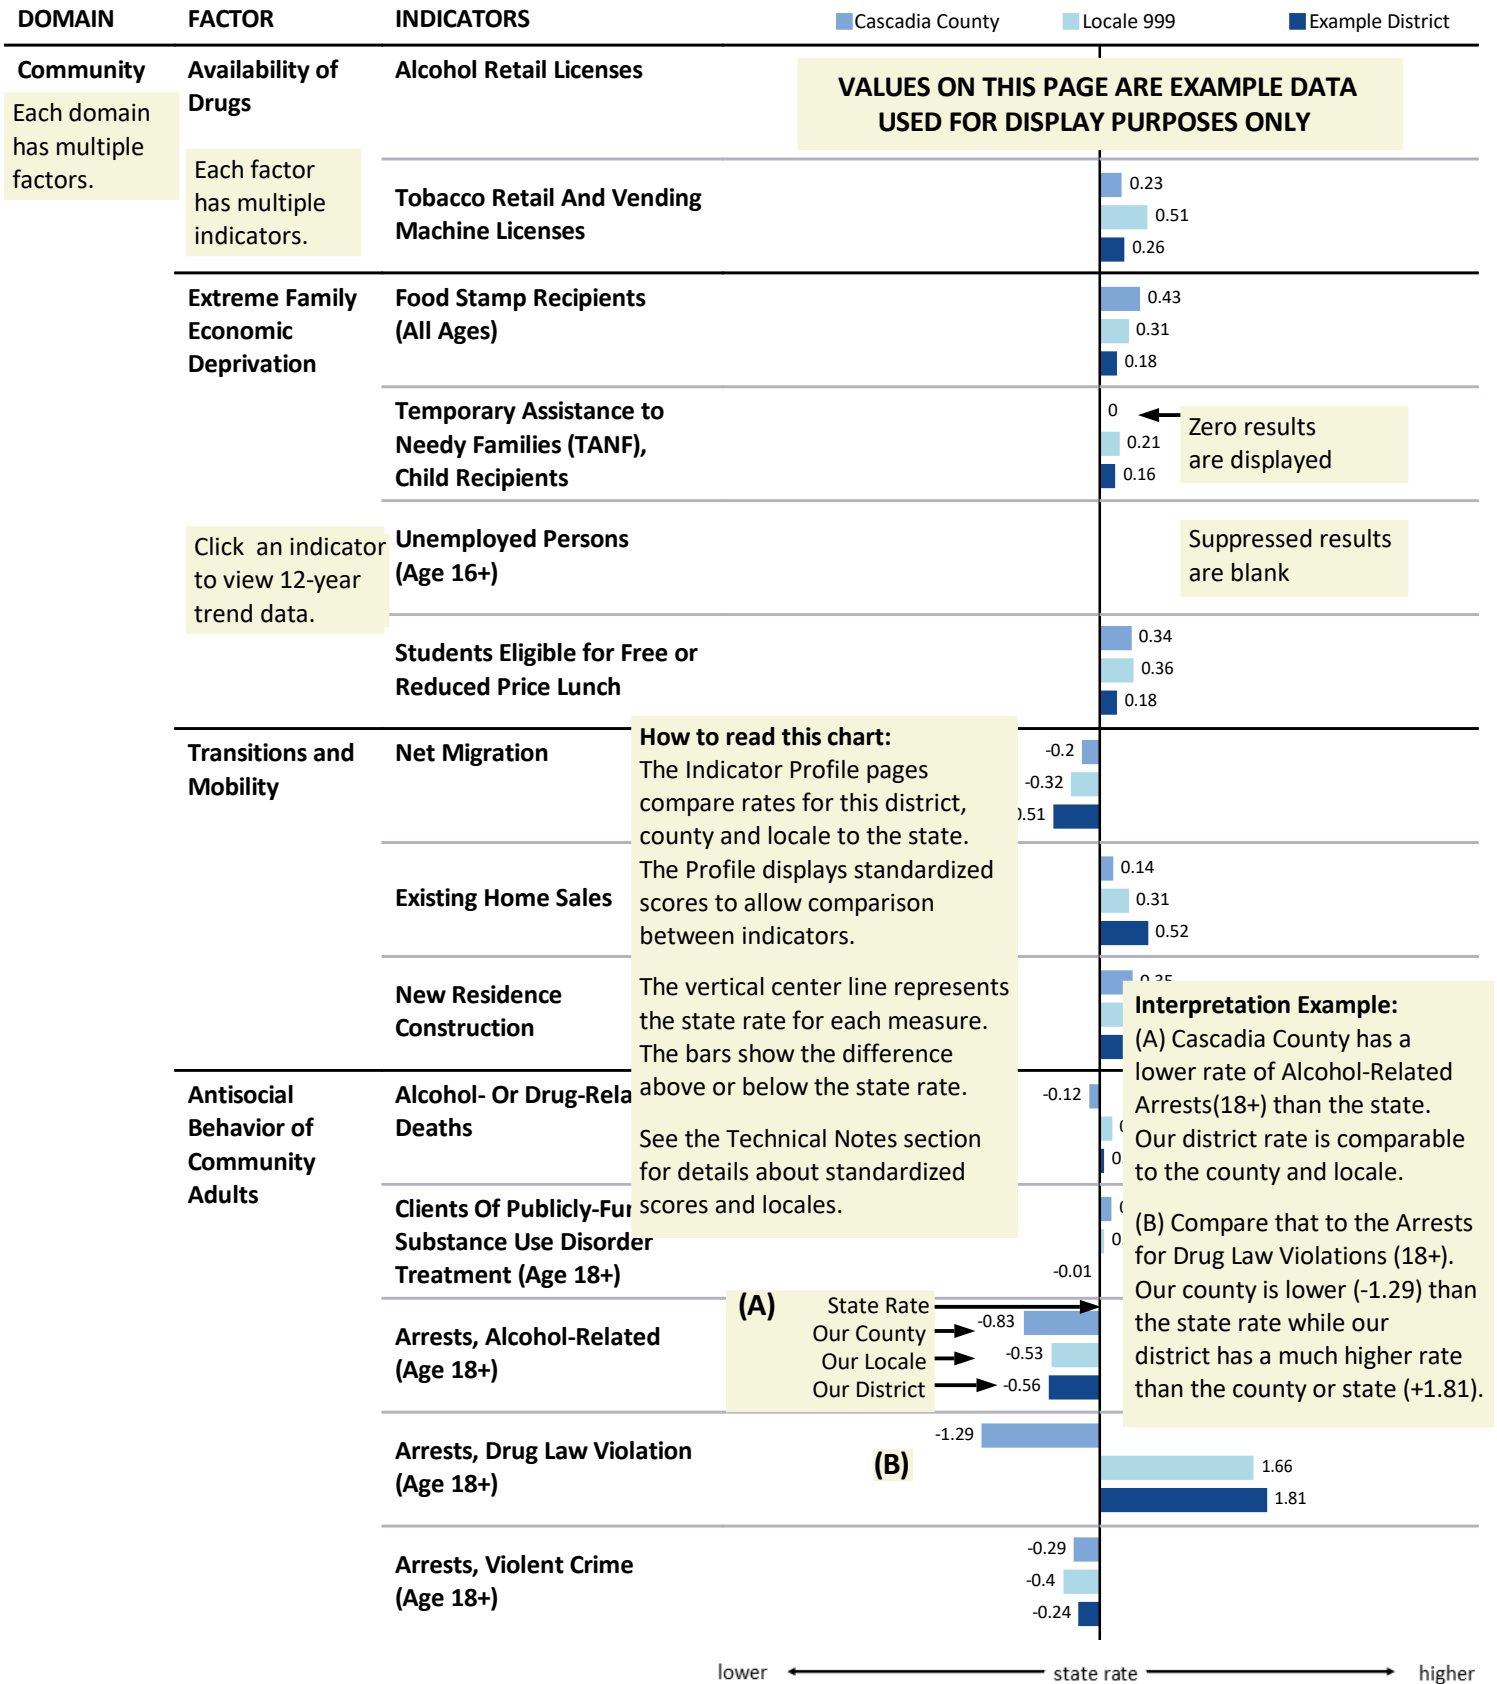 DOMAIN FACTOR INDICATORS Cascadia County Locale 999 Example District
Community
Each domain
has multiple
factors.
Availability of
Drugs
Each factor
has multiple
indicators.
Alcohol Retail Licenses
VALUES ON THIS PAGE ARE EXAMPLE DATA
USED FOR DISPLAY PURPOSES ONLY
Tobacco Retail And Vending
Machine Licenses
0.23
0.51
0.26
Extreme Family
Economic
Deprivation
Food Stamp Recipients
(All Ages)
0.43
0.31
0.18
Temporary Assistance to
Needy Families (TANF),
Child Recipients
0
0.21
0.16
Zero results
are displayed
Click an indicator
to view 12-year
trend data.
Unemployed Persons
(Age 16+)
Suppressed results
are blank
Students Eligible for Free or
Reduced Price Lunch
0.34
0.36
0.18
Transitions and
Mobility
Net Migration
-0.2
-0.32
.51
How to read this chart:
The Indicator Profile pages
compare rates for this district,
county and locale to the state.
The Profile displays standardized
scores to allow comparison
between indicators.
The vertical center line represents
the state rate for each measure.
The bars show the difference
above or below the state rate.
See the Technical Notes section
for details about standardized
scores and locales.
Existing Home Sales
0.14
0.31
0.52
New Residence
Construction
Interpretation Example:
(A) Cascadia County has a
lower rate of Alcohol-Related
Arrests(18+) than the state.
Our district rate is comparable
to the county and locale.
(B) Compare that to the Arrests
for Drug Law Violations (18+).
Our county is lower (-1.29) than
the state rate while our
district has a much higher rate
than the county or state (+1.81).
Antisocial
Behavior of
Community
Adults
Alcohol- Or Drug-Rela
Deaths
-0.12
Clients Of Publicly-Fu
Substance Use Disorder
Treatment (Age 18+)
-0.01
Arrests, Alcohol-Related
(Age 18+)
(A) State Rate
Our County -0.83
Our Locale -0.53
Our District -0.56
Arrests, Drug Law Violation
(Age 18+)
-1.29
(B)
1.66
1.81
Arrests, Violent Crime
(Age 18+)
-0.29
-0.4
-0.24
lower state rate higher